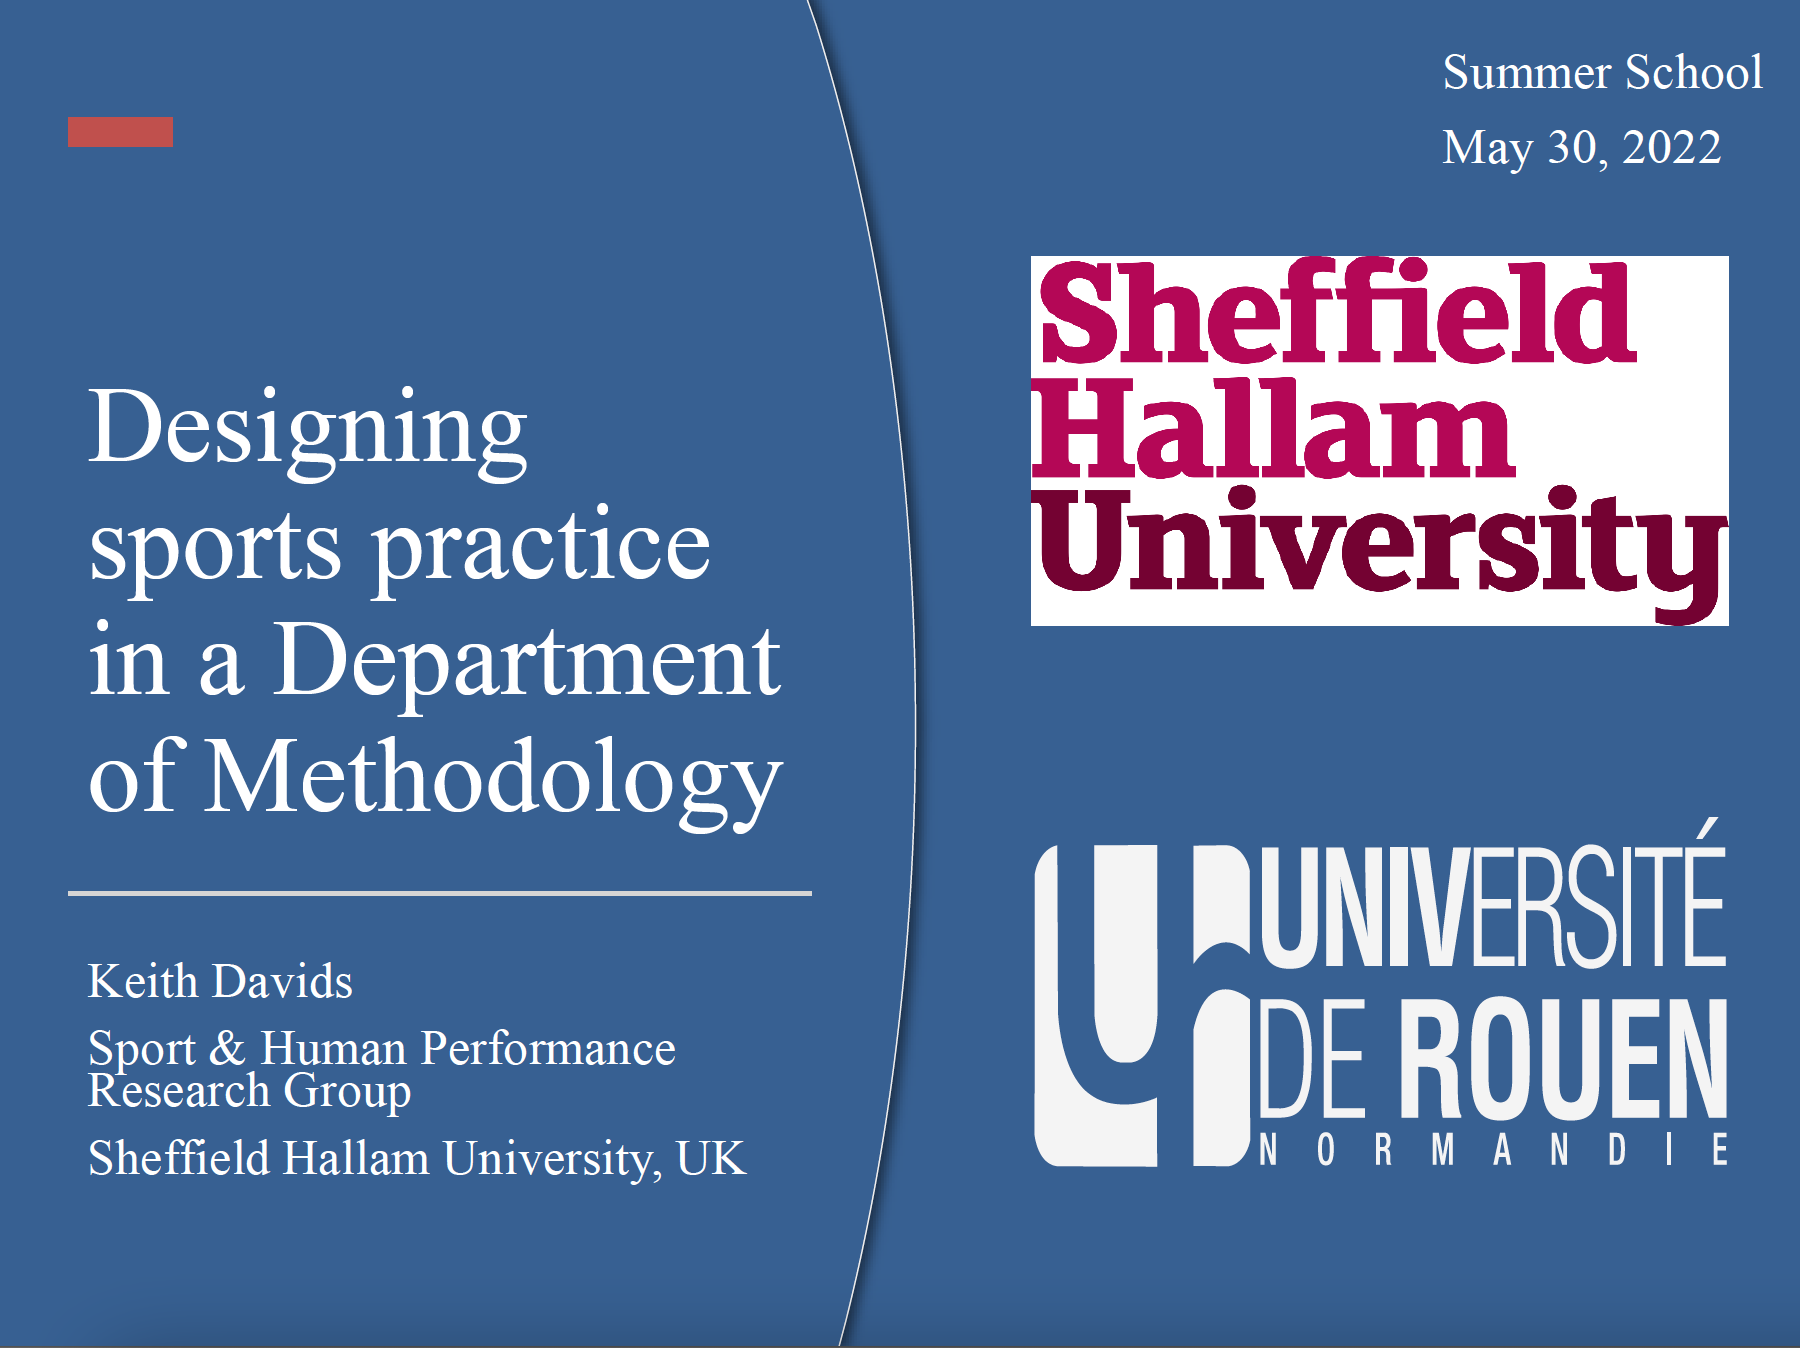 Summer School
May 30, 2022
Sheffield
Hallam
University
Designing
sports practice
in a Department
of Methodology
UNIVERSITÉ
DE ROUEN
NORMANDIE
Keith Davids
Sport & Human Performance
Research Group
Sheffield Hallam University, UK